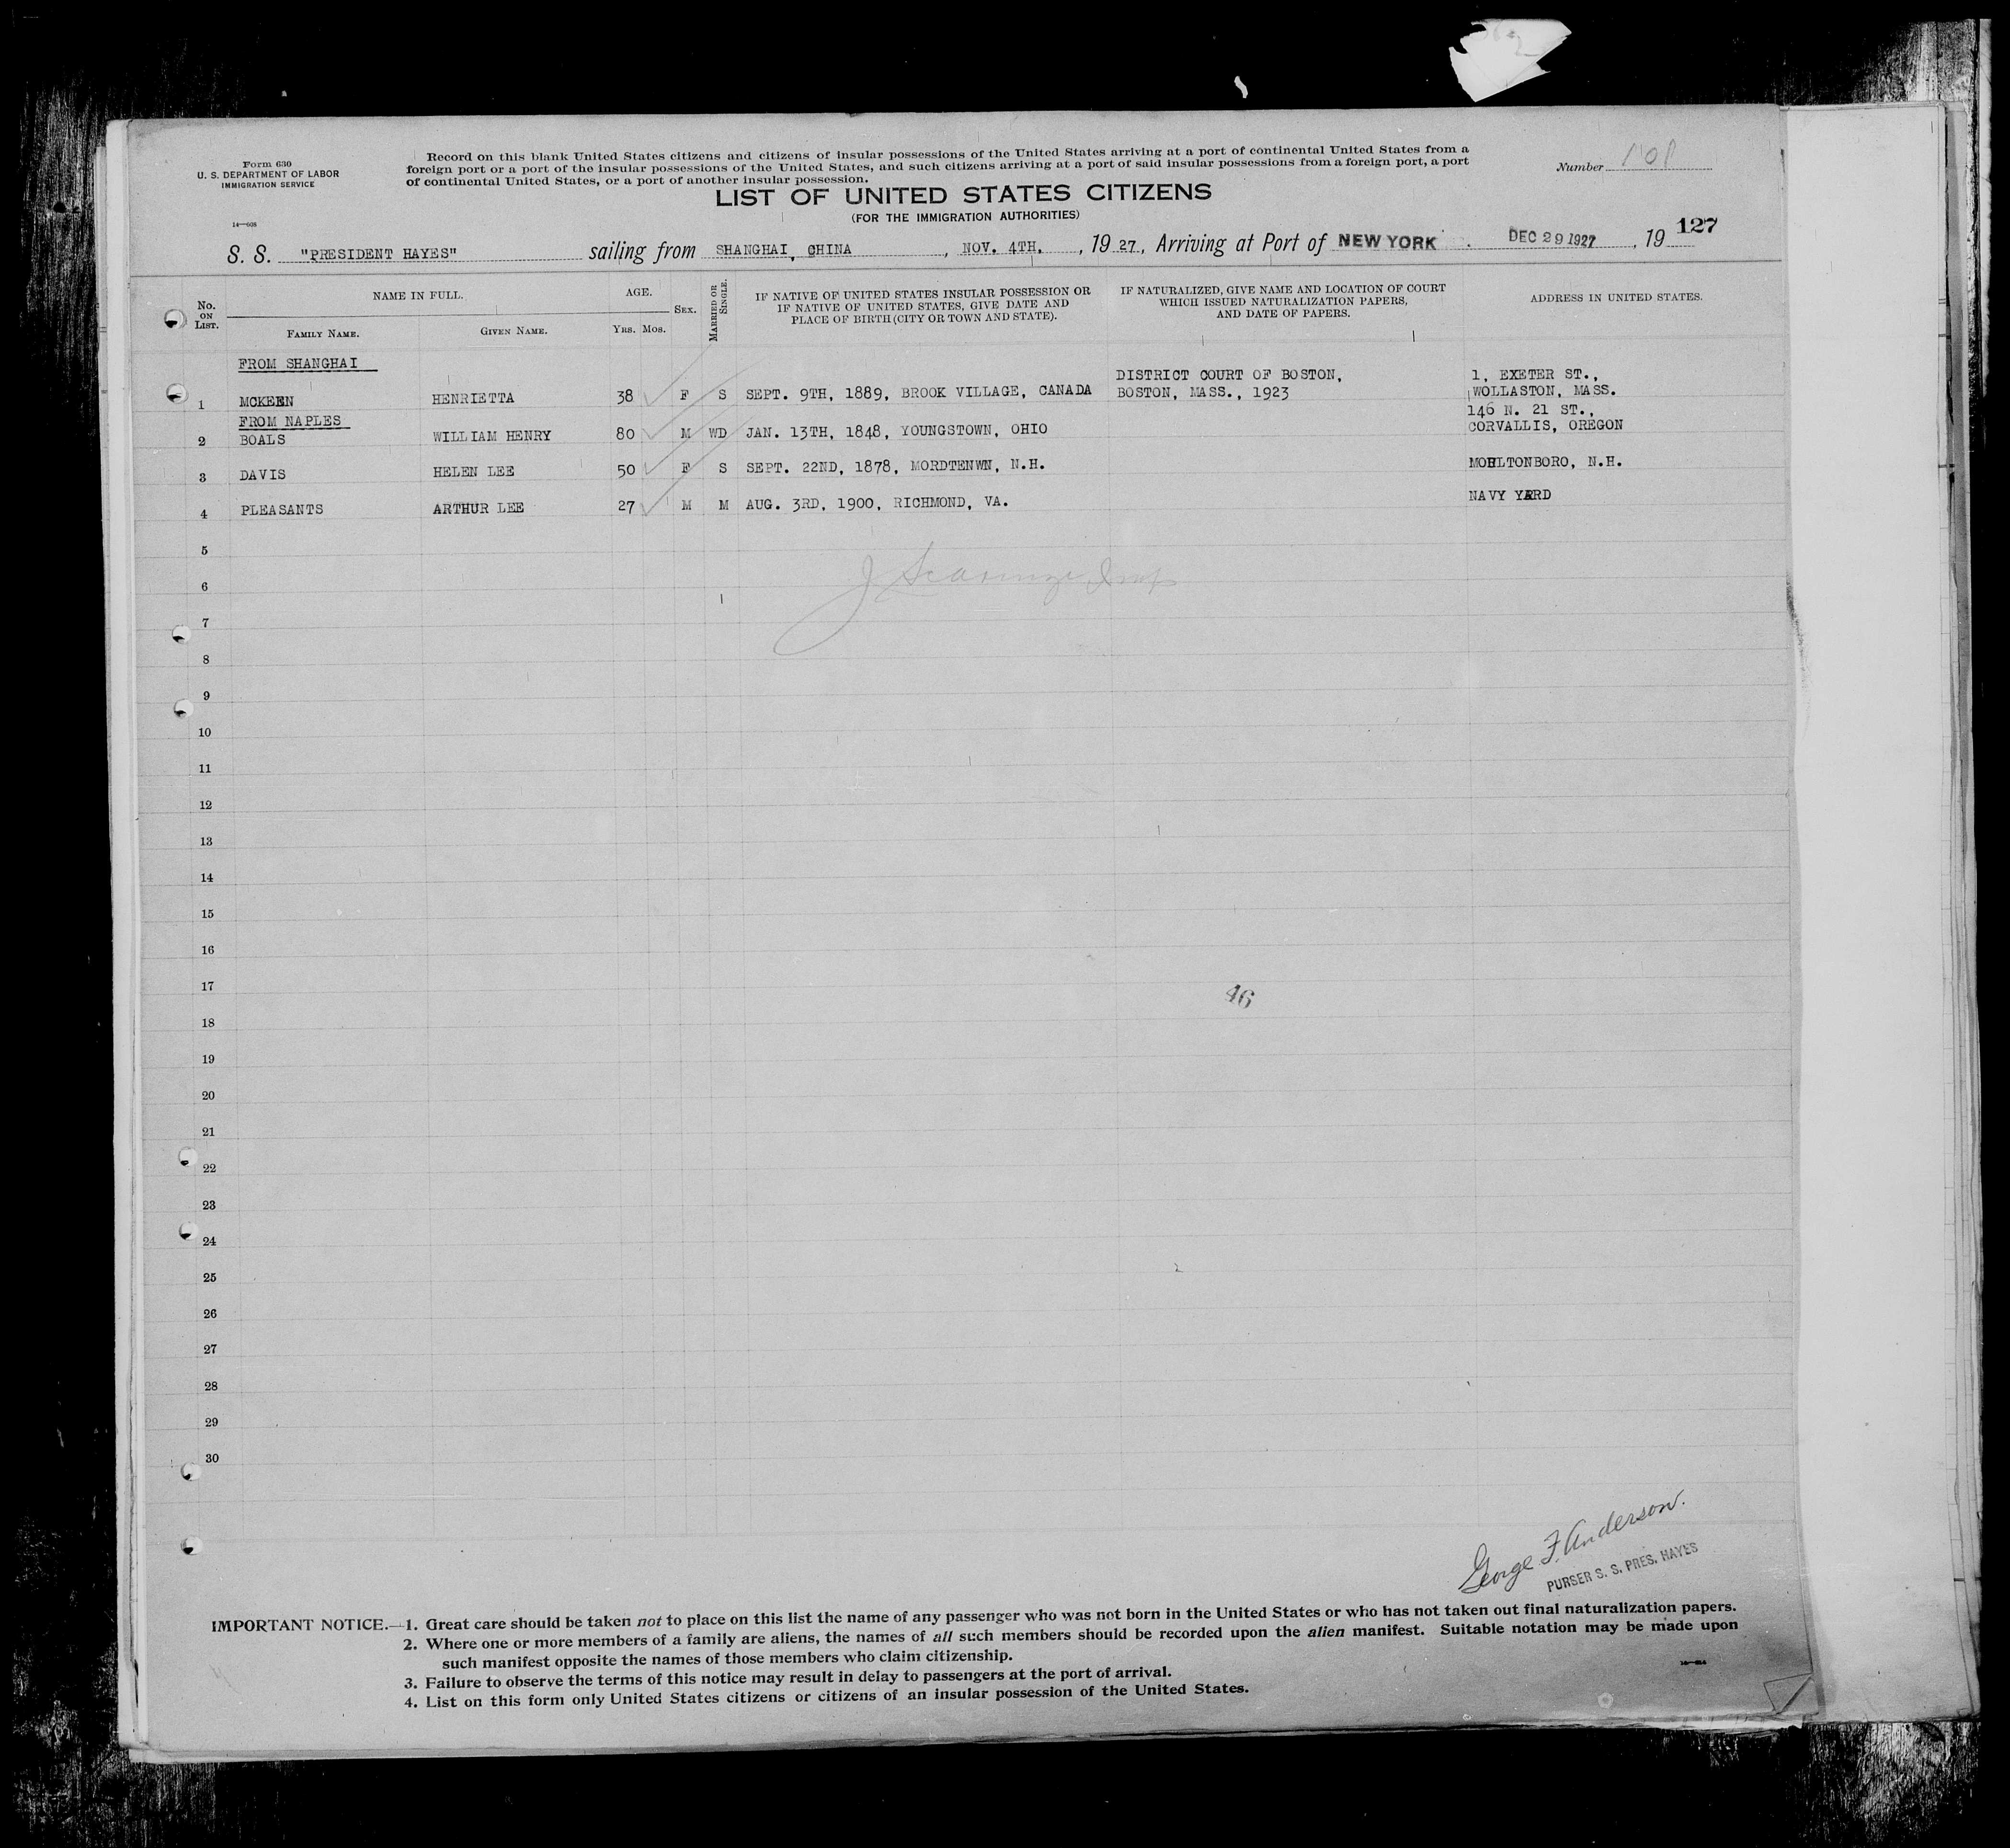 Form 630
U. S. DEPARTMENT OF LABOR
IMMIGRATION SERVICE
14—608
Record on this blank United States citizens and citizens of insular possessions of the United States arriving at a port of continental United States from a
foreign port or a port of the insular possessions of the United States, and such citizens arriving at a port of said insular possessions from a foreign port, a port
of continental United States, or a port of another insular possession.
Number
LIST OF UNITED STATES CITIZENS
(FOR THE IMMIGRATION AUTHORITIES)
127
S. S. "PRESIDENT HAYES" sailing from SHANGHAI, CHINA, NOV. 4TH, 1927, Arriving at Port of NEW YORK. DEC 29 1927, 19
No. ON LIST. NAME IN FULL. AGE. SEX. MARRIED OR SINGLE. IF NATIVE OF UNITED STATES INSULAR POSSESSION OR IF NATIVE OF UNITED STATES, GIVE DATE AND PLACE OF BIRTH (CITY OR TOWN AND STATE). IF NATURALIZED, GIVE NAME AND LOCATION OF COURT WHICH ISSUED NATURALIZATION PAPERS, AND DATE OF PAPERS. ADDRESS IN UNITED STATES.
FAMILY NAME. GIVEN NAME. YRS. MOS.
FROM SHANGHAI
DISTRICT COURT OF BOSTON, 1, EXETER ST.,
1 MCKEEN HENRIETTA 38 F S SEPT. 9TH, 1889, BROOK VILLAGE, CANADA BOSTON, MASS., 1923 WOLLASTON, MASS.
FROM NAPLES 146 N. 21 ST.,
2 BOALS WILLIAM HENRY 80 M WD JAN. 13TH, 1848, YOUNGSTOWN, OHIO CORVALLIS, OREGON
3 DAVIS HELEN LEE 50 F S SEPT. 22ND, 1878, MORDTENWN, N.H. MOULTONBORO, N.H.
4 PLEASANTS ARTHUR LEE 27 M M AUG. 3RD, 1900, RICHMOND, VA. NAVY YARD
5
6
7
8
9
10
11
12
13
14
15
16
17
46
18
19
20
21
22
23
24
25
26
27
28
29
30
George F. Anderson.
PURSER S. S. PRES. HAYES
IMPORTANT NOTICE.—1. Great care should be taken not to place on this list the name of any passenger who was not born in the United States or who has not taken out final naturalization papers.
2. Where one or more members of a family are aliens, the names of all such members should be recorded upon the alien manifest. Suitable notation may be made upon
such manifest opposite the names of those members who claim citizenship.
3. Failure to observe the terms of this notice may result in delay to passengers at the port of arrival.
4. List on this form only United States citizens or citizens of an insular possession of the United States.